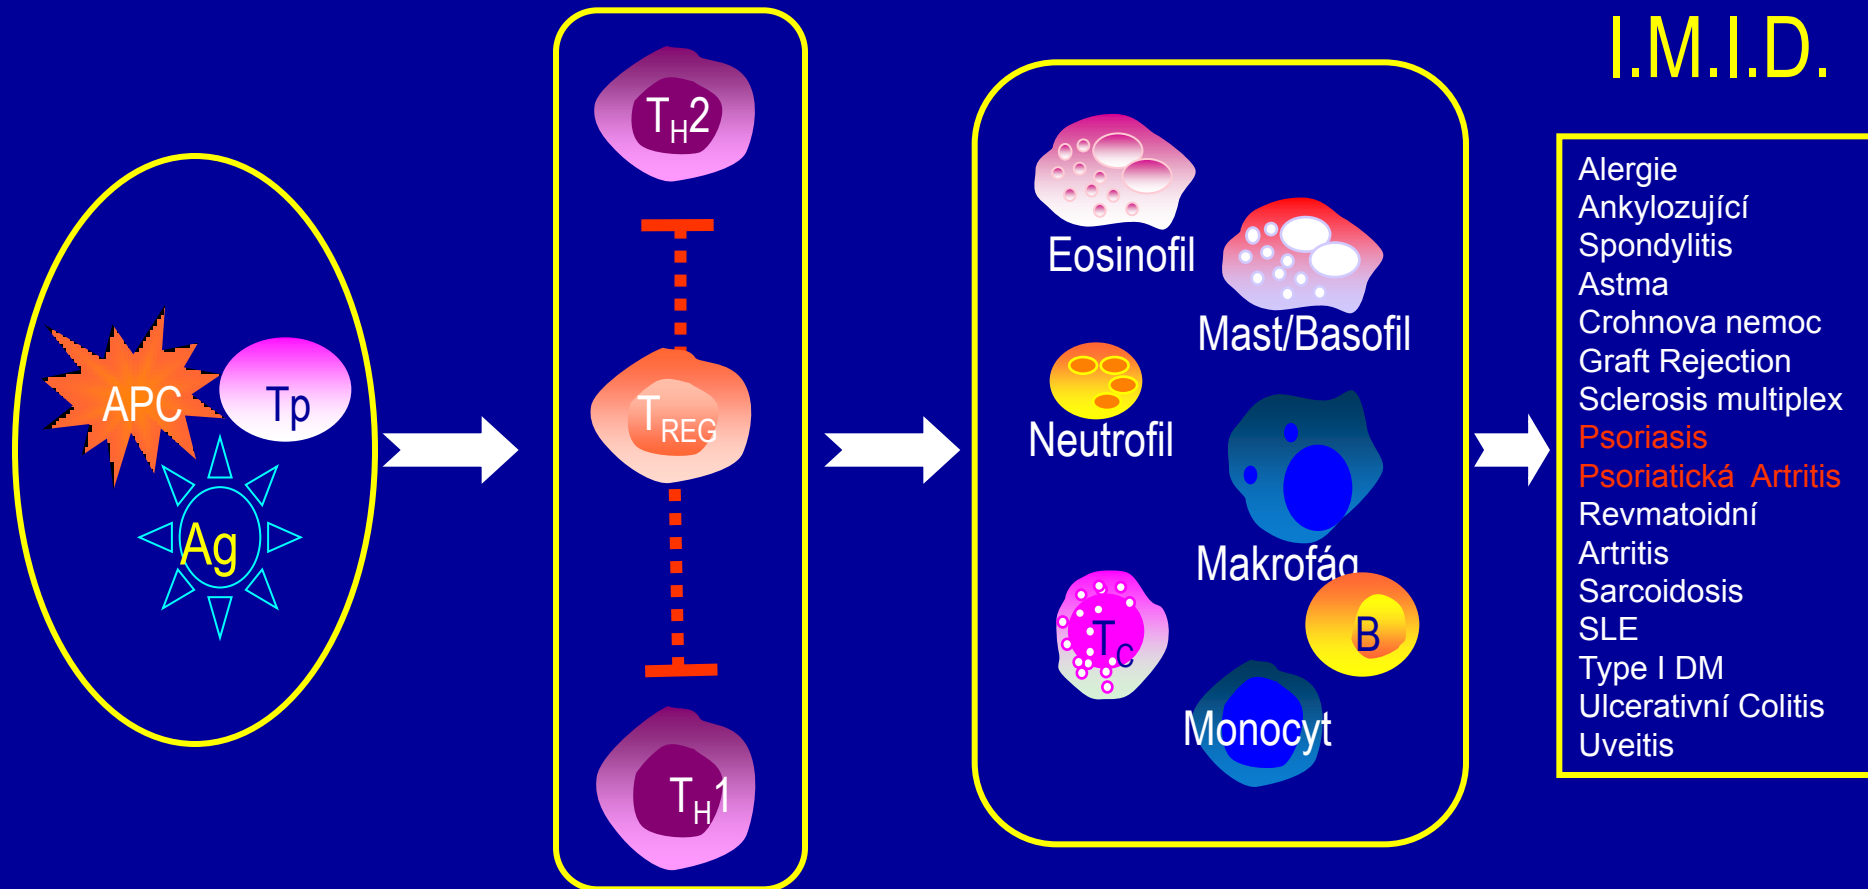 I.M.I.D.
APC
Tp
Ag
TH2
TREG
TH1
Eosinofil
Mast/Basofil
Neutrofil
Makrofág
TC
B
Monocyt
Alergie
Ankylozující
Spondylitis
Astma
Crohnova nemoc
Graft Rejection
Sclerosis multiplex
Psoriasis
Psoriatická Artritis
Revmatoidní
Artritis
Sarcoidosis
SLE
Type I DM
Ulcerativní Colitis
Uveitis